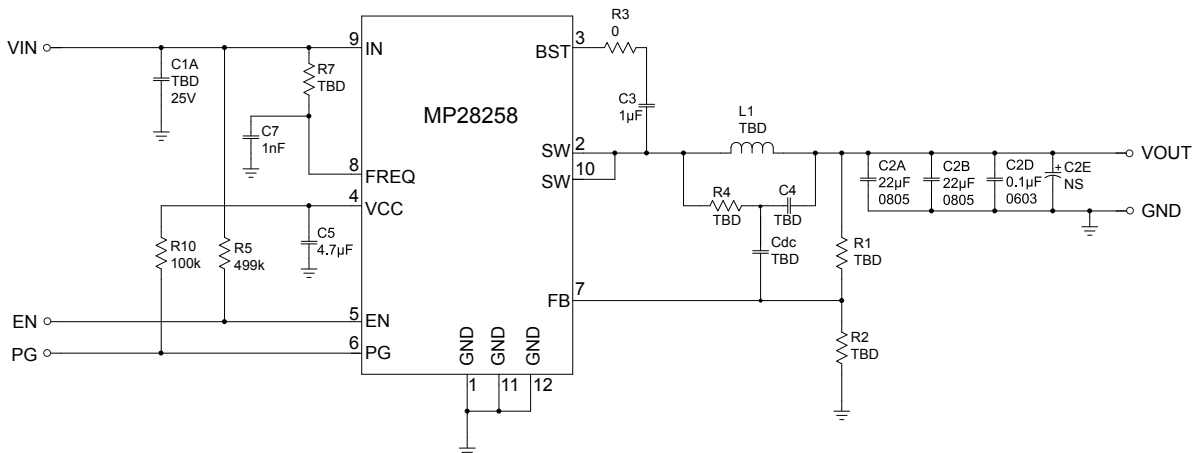 R3
0
VIN
9
IN
3
BST
C1A
TBD
25V
R7
TBD
MP28258
C3
1µF
L1
TBD
C7
1nF
SW
2
SW
10
VOUT
8
FREQ
R4
TBD
C4
TBD
C2A
22µF
0805
C2B
22µF
0805
C2D
0.1µF
0603
+
C2E
NS
4
VCC
GND
R10
100k
R5
499k
C5
4.7µF
Cdc
TBD
R1
TBD
7
FB
EN
5
EN
PG
6
PG
GND
GND
GND
R2
TBD
1
11
12